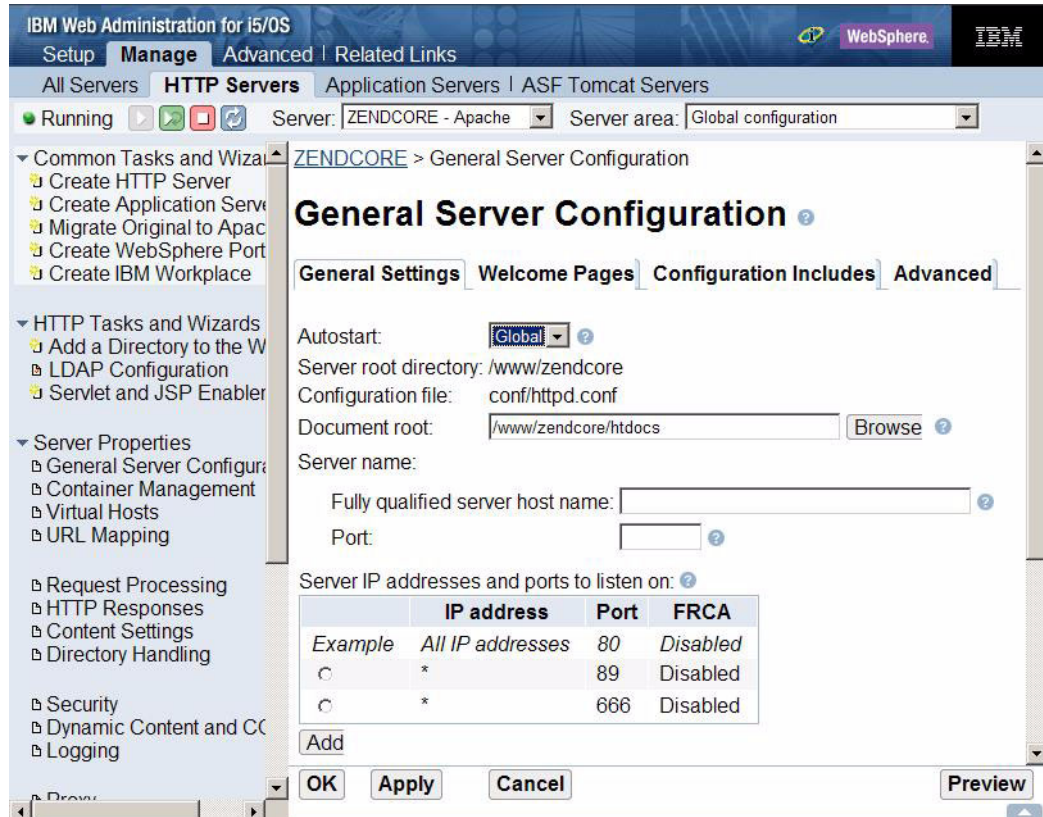 IBM Web Administration for i5/OS
WebSphere.
IBM
Setup Manage Advanced | Related Links
All Servers HTTP Servers Application Servers | ASF Tomcat Servers
Running Server: ZENDCORE - Apache Server area: Global configuration
Common Tasks and Wizar
Create HTTP Server
Create Application Serve
Migrate Original to Apac
Create WebSphere Port
Create IBM Workplace
HTTP Tasks and Wizards
Add a Directory to the W
LDAP Configuration
Servlet and JSP Enabler
Server Properties
General Server Configura
Container Management
Virtual Hosts
URL Mapping
Request Processing
HTTP Responses
Content Settings
Directory Handling
Security
Dynamic Content and CG
Logging
Proxy
ZENDCORE > General Server Configuration
General Server Configuration
General Settings Welcome Pages Configuration Includes Advanced
Autostart: Global
Server root directory: /www/zendcore
Configuration file: conf/httpd.conf
Document root: /www/zendcore/htdocs Browse
Server name:
Fully qualified server host name:
Port:
Server IP addresses and ports to listen on:
IP address Port FRCA
Example All IP addresses 80 Disabled
* 89 Disabled
* 666 Disabled
Add
OK Apply Cancel Preview